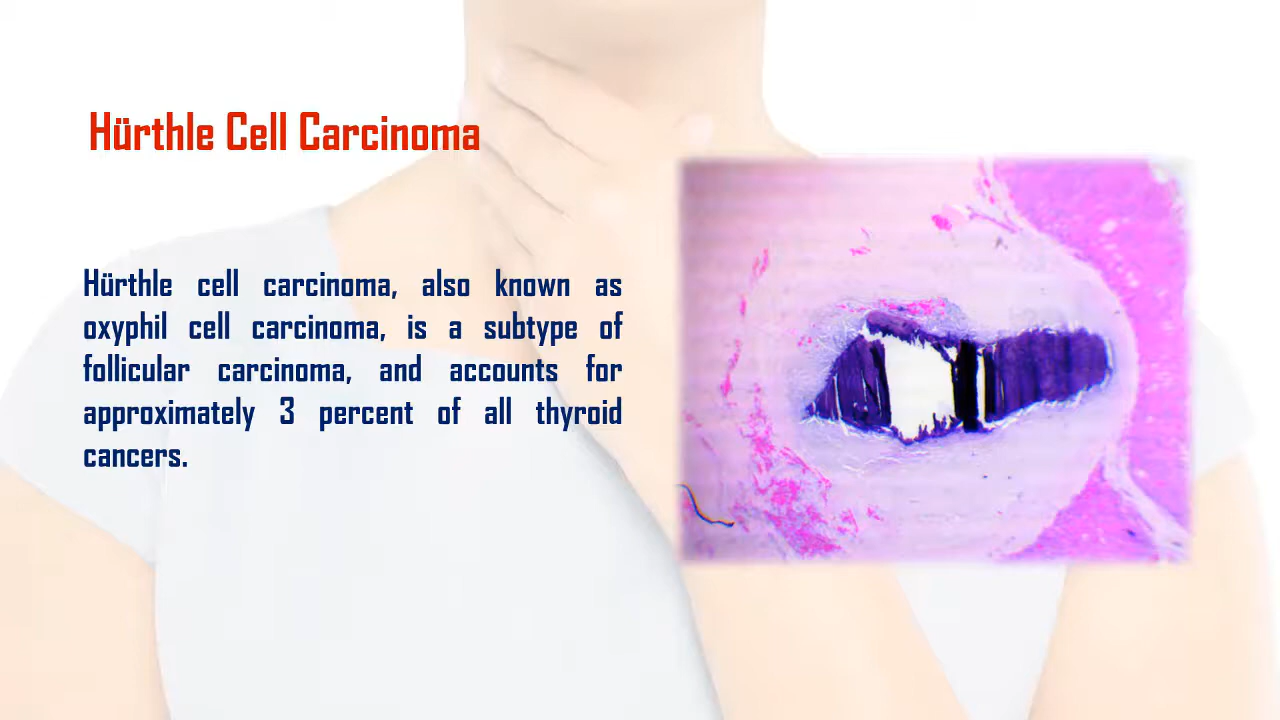 Hürthle Cell Carcinoma
Hürthle cell carcinoma, also known as
oxyphil cell carcinoma, is a subtype of
follicular carcinoma, and accounts for
approximately 3 percent of all thyroid
cancers.